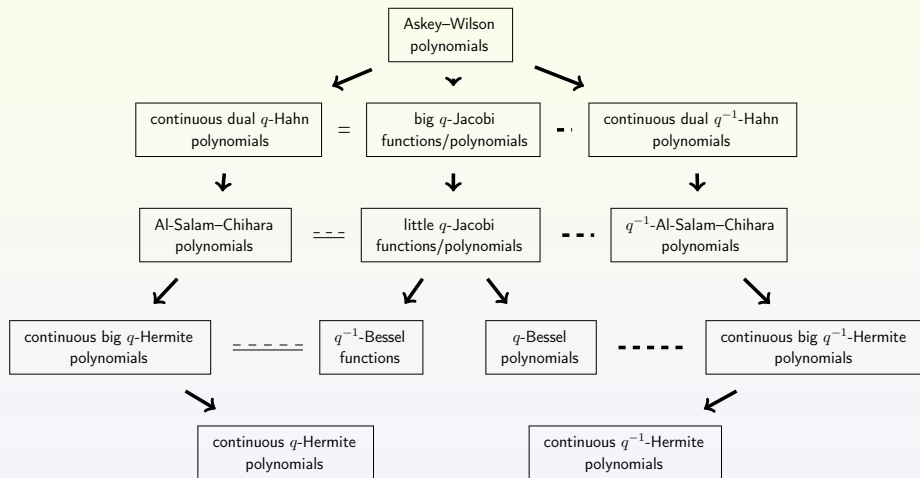 Askey–Wilson
polynomials
continuous dual q-Hahn
polynomials
=
big q-Jacobi
functions/polynomials
continuous dual q⁻¹-Hahn
polynomials
Al-Salam–Chihara
polynomials
little q-Jacobi
functions/polynomials
q⁻¹-Al-Salam–Chihara
polynomials
continuous big q-Hermite
polynomials
q⁻¹-Bessel
functions
q-Bessel
polynomials
continuous big q⁻¹-Hermite
polynomials
continuous q-Hermite
polynomials
continuous q⁻¹-Hermite
polynomials